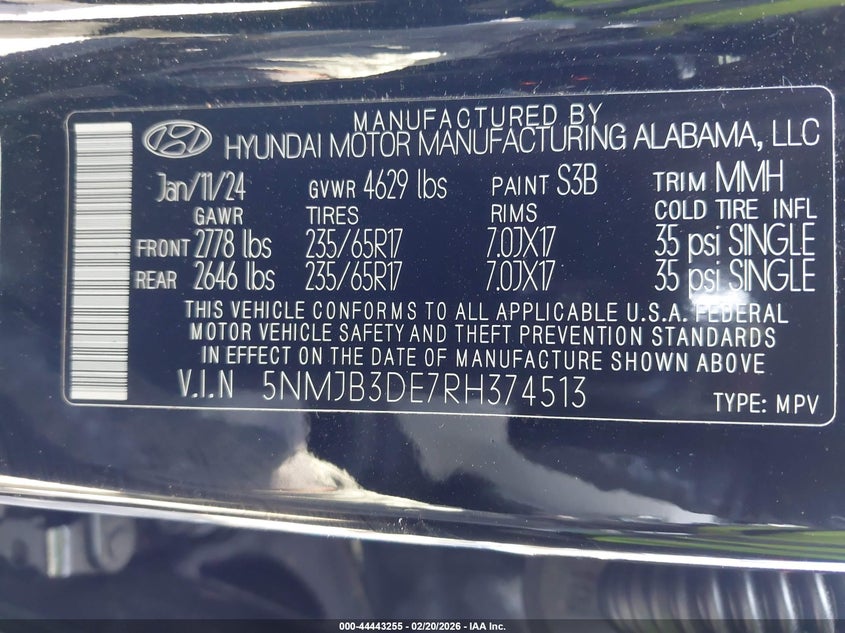 MANUFACTURED BY
HYUNDAI MOTOR MANUFACTURING ALABAMA, LLC
Jan/11/24 GVWR 4629 lbs PAINT S3B TRIM MMH
GAWR TIRES RIMS COLD TIRE INFL
FRONT 2778 lbs 235/65R17 7.0JX17 35 psi SINGLE
REAR 2646 lbs 235/65R17 7.0JX17 35 psi SINGLE
THIS VEHICLE CONFORMS TO ALL APPLICABLE U.S.A. FEDERAL
MOTOR VEHICLE SAFETY AND THEFT PREVENTION STANDARDS
IN EFFECT ON THE DATE OF MANUFACTURE SHOWN ABOVE
V.I.N 5NMJB3DE7RH374513 TYPE: MPV
000-44443255 - 02/20/2026 - IAA Inc.